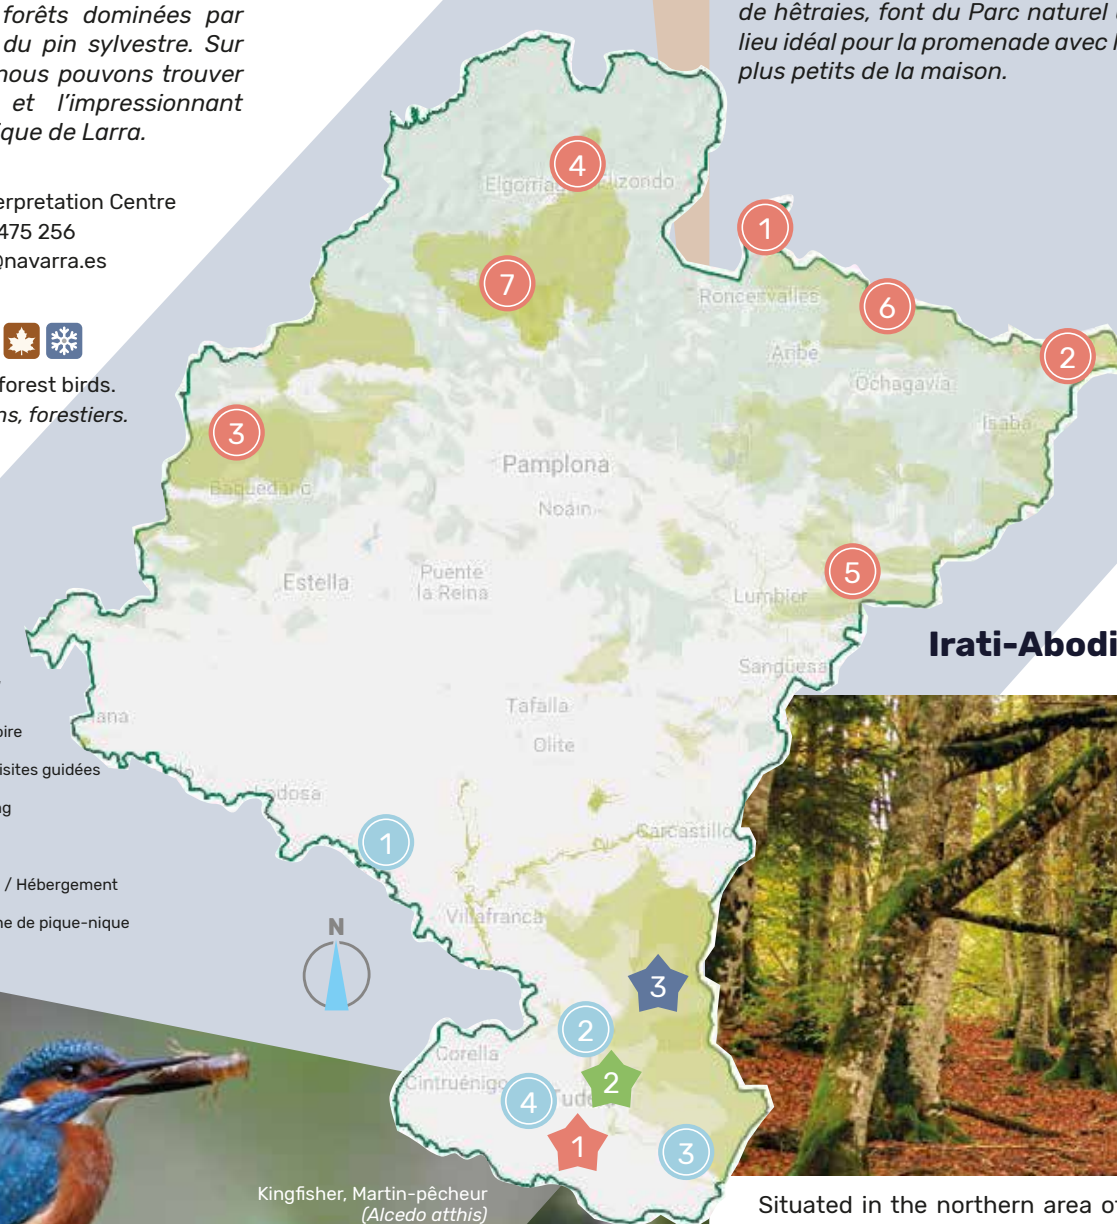 forêts dominées par
du pin sylvestre. Sur
nous pouvons trouver
et l'impressionnant
que de Larra.
erpretation Centre
475 256
@navarra.es
forest birds.
ns, forestiers.
oire
isites guidées
ng
/ Hébergement
ne de pique-nique
de hêtraies, font du Parc naturel
lieu idéal pour la promenade avec l
plus petits de la maison.
4
Elizondo
1
7
Roncesvalles
6
Aribe
2
Ochagavia
Isaba
3
Pamplona
Baquedano
Noáin
Estella
Puente
la Reina
5
Lumbier
Sangüesa
Tafalla
Olite
Viana
Lodosa
1
Carcastillo
Villafranca
N
3
2
Corella
Cintruénigo
2
4
Tudela
1
3
Irati-Abodi
Kingfisher, Martin-pêcheur
(Alcedo atthis)
Situated in the northern area o